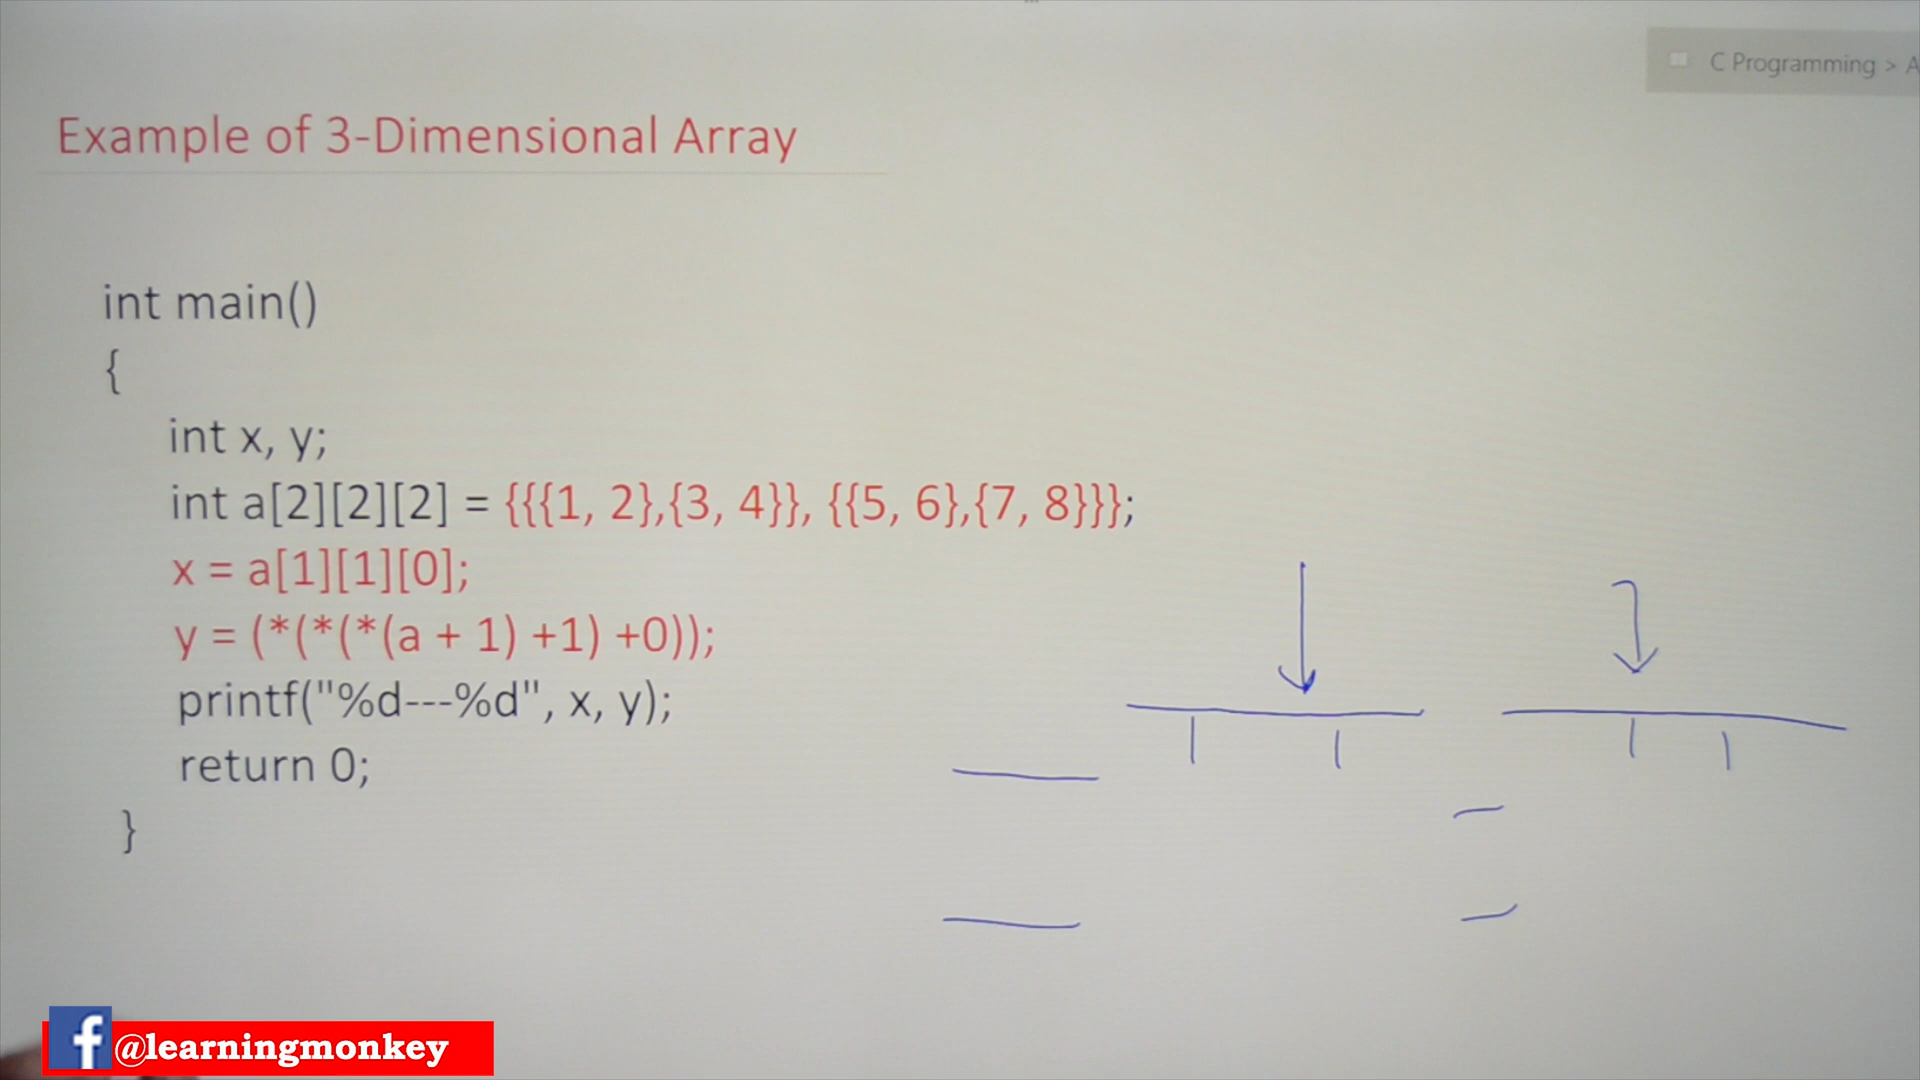 C Programming > A
Example of 3-Dimensional Array
int main()
{
int x, y;
int a[2][2][2] = {{{1, 2},{3, 4}}, {{5, 6},{7, 8}}};
x = a[1][1][0];
y = (*(*(*(a + 1) +1) +0));
printf("%d---%d", x, y);
return 0;
}
f @learningmonkey